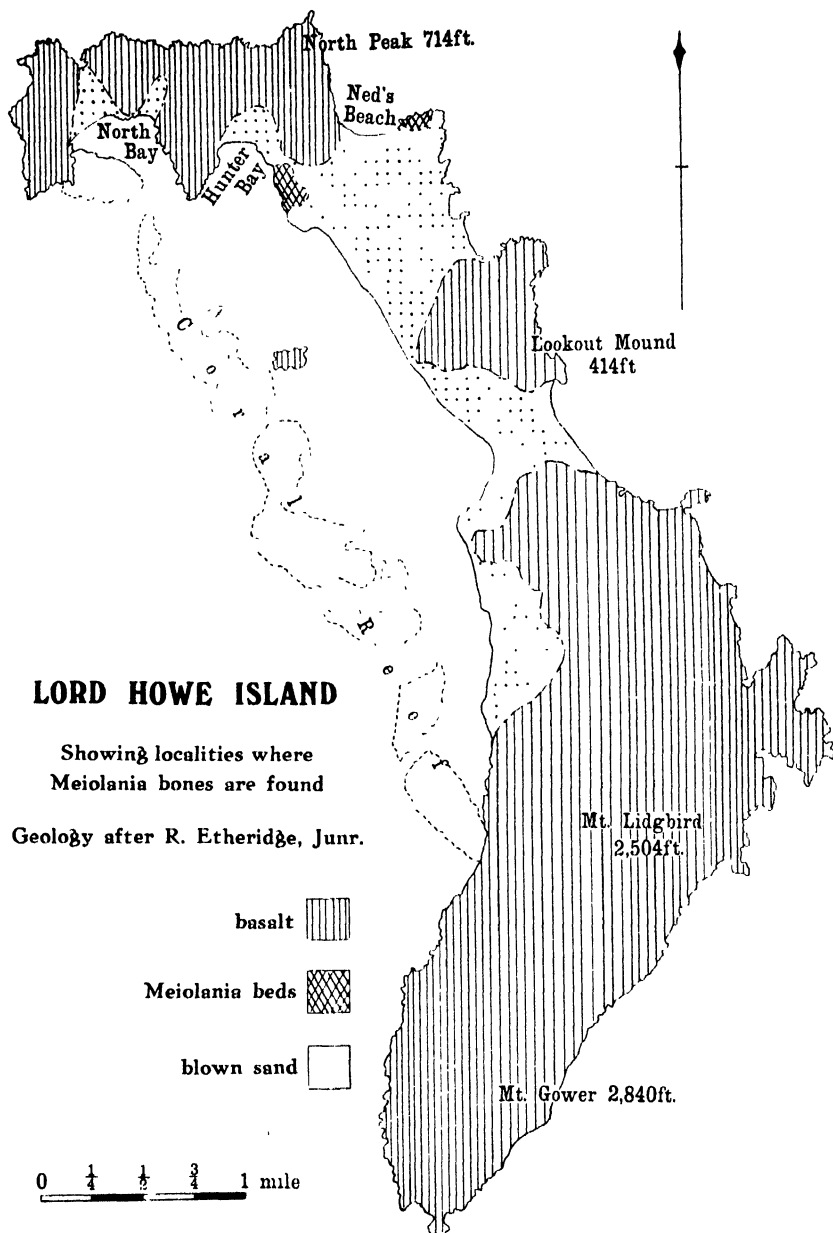 North Peak 714ft.
Ned's
Beach
North
Bay
Hunter
Bay
Coral Reef
Lookout Mound
414ft
LORD HOWE ISLAND
Showing localities where
Meiolania bones are found
Geology after R. Etheridge, Junr.
Mt. Lidgbird
2,504ft.
basalt
Meiolania beds
blown sand
Mt. Gower 2,840ft.
0 1/4 1/2 3/4 1 mile